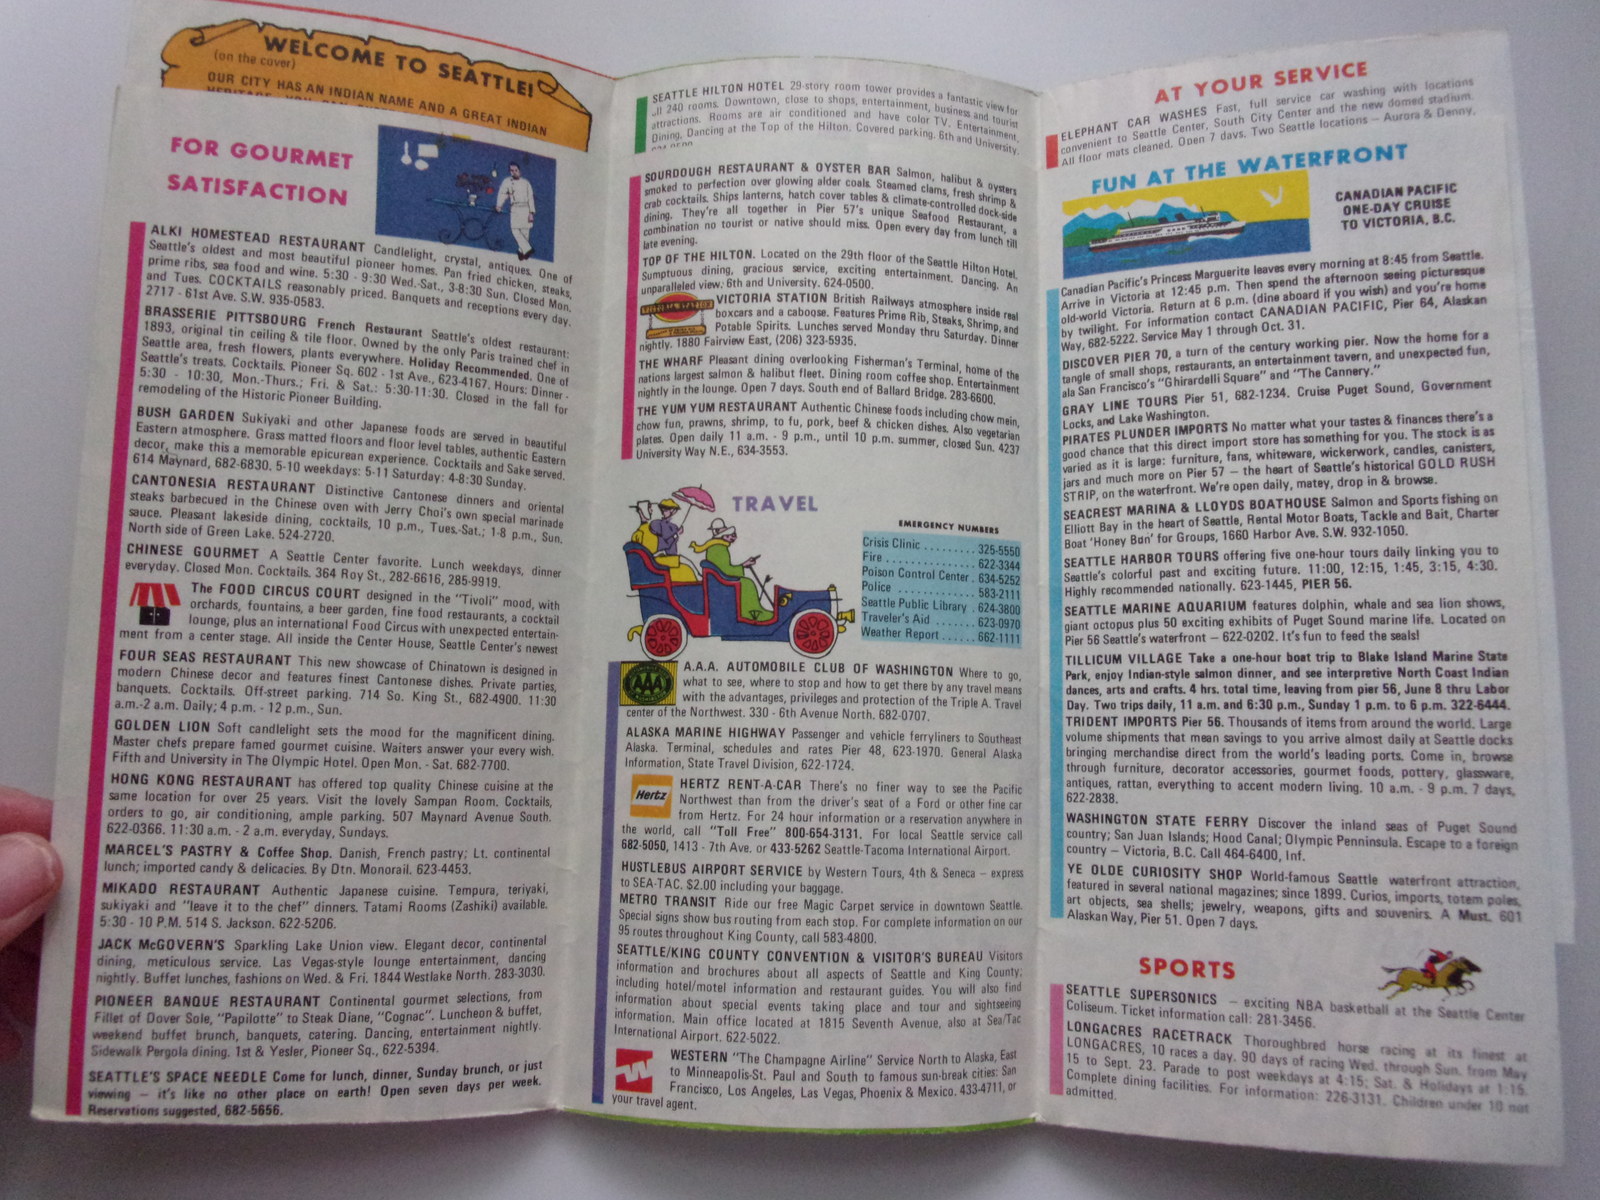 WELCOME TO SEATTLE!
(on the cover)
OUR CITY HAS AN INDIAN NAME AND A GREAT INDIAN
FOR GOURMET
SATISFACTION
ALKI HOMESTEAD RESTAURANT Candlelight, crystal, antiques. One of
Seattle's oldest and most beautiful pioneer homes. Pan fried chicken, steaks,
prime ribs, sea food and wine. 5:30 - 9:30 Wed.-Sat., 3-8:30 Sun. Closed Mon.
and Tues. COCKTAILS reasonably priced. Banquets and receptions every day.
2717 - 61st Ave. S.W. 935-0583.
BRASSERIE PITTSBOURG French Restaurant Seattle's oldest restaurant:
1893, original tin ceiling & tile floor. Owned by the only Paris trained chef in
Seattle area, fresh flowers, plants everywhere. Holiday Recommended. One of
Seattle's treats. Cocktails. Pioneer Sq. 602 - 1st Ave., 623-4167. Hours: Dinner -
5:30 - 10:30, Mon.-Thurs.; Fri. & Sat.: 5:30-11:30. Closed in the fall for
remodeling of the Historic Pioneer Building.
BUSH GARDEN Sukiyaki and other Japanese foods are served in beautiful
Eastern atmosphere. Grass matted floors and floor level tables, authentic Eastern
decor, make this a memorable epicurean experience. Cocktails and Sake served.
614 Maynard, 682-6830. 5-10 weekdays: 5-11 Saturday: 4-8:30 Sunday.
CANTONESIA RESTAURANT Distinctive Cantonese dinners and oriental
steaks barbecued in the Chinese oven with Jerry Choi's own special marinade
sauce. Pleasant lakeside dining, cocktails, 10 p.m., Tues.-Sat.; 1-8 p.m., Sun.
North side of Green Lake. 524-2720.
CHINESE GOURMET A Seattle Center favorite. Lunch weekdays, dinner
everyday. Closed Mon. Cocktails. 364 Roy St., 282-6616, 285-9919.
The FOOD CIRCUS COURT designed in the "Tivoli" mood, with
orchards, fountains, a beer garden, fine food restaurants, a cocktail
lounge, plus an international Food Circus with unexpected entertain-
ment from a center stage. All inside the Center House, Seattle Center's newest
FOUR SEAS RESTAURANT This new showcase of Chinatown is designed in
modern Chinese decor and features finest Cantonese dishes. Private parties,
banquets. Cocktails. Off-street parking. 714 So. King St., 682-4900. 11:30
a.m.-2 a.m. Daily; 4 p.m. - 12 p.m., Sun.
GOLDEN LION Soft candlelight sets the mood for the magnificent dining.
Master chefs prepare famed gourmet cuisine. Waiters answer your every wish.
Fifth and University in The Olympic Hotel. Open Mon. - Sat. 682-7700.
HONG KONG RESTAURANT has offered top quality Chinese cuisine at the
same location for over 25 years. Visit the lovely Sampan Room. Cocktails,
orders to go, air conditioning, ample parking. 507 Maynard Avenue South.
622-0366. 11:30 a.m. - 2 a.m. everyday, Sundays.
MARCEL'S PASTRY & Coffee Shop. Danish, French pastry; Lt. continental
lunch; imported candy & delicacies. By Dtn. Monorail. 623-4453.
MIKADO RESTAURANT Authentic Japanese cuisine. Tempura, teriyaki,
sukiyaki and "leave it to the chef" dinners. Tatami Rooms (Zashiki) available.
5:30 - 10 P.M. 514 S. Jackson. 622-5206.
JACK McGOVERN'S Sparkling Lake Union view. Elegant decor, continental
dining, meticulous service. Las Vegas-style lounge entertainment, dancing
nightly. Buffet lunches, fashions on Wed. & Fri. 1844 Westlake North. 283-3030.
PIONEER BANQUE RESTAURANT Continental gourmet selections, from
Fillet of Dover Sole, "Papilotte" to Steak Diane, "Cognac". Luncheon & buffet,
weekend buffet brunch, banquets, catering. Dancing, entertainment nightly.
Sidewalk Pergola dining. 1st & Yesler, Pioneer Sq., 622-5394.
SEATTLE'S SPACE NEEDLE Come for lunch, dinner, Sunday brunch, or just
viewing — it's like no other place on earth! Open seven days per week.
Reservations suggested, 682-5656.
SEATTLE HILTON HOTEL 29-story room tower provides a fantastic view for
all 240 rooms. Downtown, close to shops, entertainment, business and tourist
attractions. Rooms are air conditioned and have color TV. Entertainment,
Dining, Dancing at the Top of the Hilton. Covered parking. 6th and University.
SOURDOUGH RESTAURANT & OYSTER BAR Salmon, halibut & oysters
smoked to perfection over glowing alder coals. Steamed clams, fresh shrimp &
crab cocktails. Ships lanterns, hatch cover tables & climate-controlled dock-side
dining. They're all together in Pier 57's unique Seafood Restaurant, a
combination no tourist or native should miss. Open every day from lunch till
late evening.
TOP OF THE HILTON. Located on the 29th floor of the Seattle Hilton Hotel.
Sumptuous dining, gracious service, exciting entertainment. Dancing. An
unparalleled view. 6th and University. 624-0500.
VICTORIA STATION
VICTORIA STATION British Railways atmosphere inside real
boxcars and a caboose. Features Prime Rib, Steaks, Shrimp, and
Potable Spirits. Lunches served Monday thru Saturday. Dinner
nightly. 1880 Fairview East, (206) 323-5935.
THE WHARF Pleasant dining overlooking Fisherman's Terminal, home of the
nations largest salmon & halibut fleet. Dining room coffee shop. Entertainment
nightly in the lounge. Open 7 days. South end of Ballard Bridge. 283-6600.
THE YUM YUM RESTAURANT Authentic Chinese foods including chow mein,
chow fun, prawns, shrimp, to fu, pork, beef & chicken dishes. Also vegetarian
plates. Open daily 11 a.m. - 9 p.m., until 10 p.m. summer, closed Sun. 4237
University Way N.E., 634-3553.
TRAVEL
EMERGENCY NUMBERS
Crisis Clinic ......... 325-5550
Fire ............... 622-3344
Poison Control Center . 634-5252
Police ............. 583-2111
Seattle Public Library . 624-3800
Traveler's Aid ....... 623-0970
Weather Report ...... 662-1111
AAA
A.A.A. AUTOMOBILE CLUB OF WASHINGTON Where to go,
what to see, where to stop and how to get there by any travel means
with the advantages, privileges and protection of the Triple A. Travel
center of the Northwest. 330 - 6th Avenue North. 682-0707.
ALASKA MARINE HIGHWAY Passenger and vehicle ferryliners to Southeast
Alaska. Terminal, schedules and rates Pier 48, 623-1970. General Alaska
Information, State Travel Division, 622-1724.
Hertz
HERTZ RENT-A-CAR There's no finer way to see the Pacific
Northwest than from the driver's seat of a Ford or other fine car
from Hertz. For 24 hour information or a reservation anywhere in
the world, call "Toll Free" 800-654-3131. For local Seattle service call
682-5050, 1413 - 7th Ave. or 433-5262 Seattle-Tacoma International Airport.
HUSTLEBUS AIRPORT SERVICE by Western Tours, 4th & Seneca — express
to SEA-TAC. $2.00 including your baggage.
METRO TRANSIT Ride our free Magic Carpet service in downtown Seattle.
Special signs show bus routing from each stop. For complete information on our
95 routes throughout King County, call 583-4800.
SEATTLE/KING COUNTY CONVENTION & VISITOR'S BUREAU Visitors
information and brochures about all aspects of Seattle and King County;
including hotel/motel information and restaurant guides. You will also find
information about special events taking place and tour and sightseeing
information. Main office located at 1815 Seventh Avenue, also at Sea/Tac
International Airport. 622-5022.
WESTERN "The Champagne Airline" Service North to Alaska, East
to Minneapolis-St. Paul and South to famous sun-break cities: San
Francisco, Los Angeles, Las Vegas, Phoenix & Mexico. 433-4711, or
your travel agent.
AT YOUR SERVICE
ELEPHANT CAR WASHES Fast, full service car washing with locations
convenient to Seattle Center, South City Center and the new domed stadium.
All floor mats cleaned. Open 7 days. Two Seattle locations — Aurora & Denny,
FUN AT THE WATERFRONT
CANADIAN PACIFIC
ONE-DAY CRUISE
TO VICTORIA, B.C.
Canadian Pacific's Princess Marguerite leaves every morning at 8:45 from Seattle.
Arrive in Victoria at 12:45 p.m. Then spend the afternoon seeing picturesque
old-world Victoria. Return at 6 p.m. (dine aboard if you wish) and you're home
by twilight. For information contact CANADIAN PACIFIC, Pier 64, Alaskan
Way, 682-5222. Service May 1 through Oct. 31.
DISCOVER PIER 70, a turn of the century working pier. Now the home for a
tangle of small shops, restaurants, an entertainment tavern, and unexpected fun,
ala San Francisco's "Ghirardelli Square" and "The Cannery."
GRAY LINE TOURS Pier 51, 682-1234. Cruise Puget Sound, Government
Locks, and Lake Washington.
PIRATES PLUNDER IMPORTS No matter what your tastes & finances there's a
good chance that this direct import store has something for you. The stock is as
varied as it is large: furniture, fans, whiteware, wickerwork, candles, canisters,
jars and much more on Pier 57 — the heart of Seattle's historical GOLD RUSH
STRIP, on the waterfront. We're open daily, matey, drop in & browse.
SEACREST MARINA & LLOYDS BOATHOUSE Salmon and Sports fishing on
Elliott Bay in the heart of Seattle, Rental Motor Boats, Tackle and Bait, Charter
Boat 'Honey Bun' for Groups, 1660 Harbor Ave. S.W. 932-1050.
SEATTLE HARBOR TOURS offering five one-hour tours daily linking you to
Seattle's colorful past and exciting future. 11:00, 12:15, 1:45, 3:15, 4:30.
Highly recommended nationally. 623-1445, PIER 56.
SEATTLE MARINE AQUARIUM features dolphin, whale and sea lion shows,
giant octopus plus 50 exciting exhibits of Puget Sound marine life. Located on
Pier 56 Seattle's waterfront — 622-0202. It's fun to feed the seals!
TILLICUM VILLAGE Take a one-hour boat trip to Blake Island Marine State
Park, enjoy Indian-style salmon dinner, and see interpretive North Coast Indian
dances, arts and crafts. 4 hrs. total time, leaving from pier 56, June 8 thru Labor
Day. Two trips daily, 11 a.m. and 6:30 p.m., Sunday 1 p.m. to 6 p.m. 322-6444.
TRIDENT IMPORTS Pier 56. Thousands of items from around the world. Large
volume shipments that mean savings to you arrive almost daily at Seattle docks
bringing merchandise direct from the world's leading ports. Come in, browse
through furniture, decorator accessories, gourmet foods, pottery, glassware,
antiques, rattan, everything to accent modern living. 10 a.m. - 9 p.m. 7 days,
622-2838.
WASHINGTON STATE FERRY Discover the inland seas of Puget Sound
country; San Juan Islands; Hood Canal; Olympic Penninsula. Escape to a foreign
country — Victoria, B.C. Call 464-6400, Inf.
YE OLDE CURIOSITY SHOP World-famous Seattle waterfront attraction,
featured in several national magazines; since 1899. Curios, imports, totem poles,
art objects, sea shells; jewelry, weapons, gifts and souvenirs. A Must. 601
Alaskan Way, Pier 51. Open 7 days.
SPORTS
SEATTLE SUPERSONICS — exciting NBA basketball at the Seattle Center
Coliseum. Ticket information call: 281-3456.
LONGACRES RACETRACK Thoroughbred horse racing at its finest at
LONGACRES, 10 races a day. 90 days of racing Wed. through Sun. from May
15 to Sept. 23. Parade to post weekdays at 4:15; Sat. & Holidays at 1:15.
Complete dining facilities. For information: 226-3131. Children under 10 not
admitted.